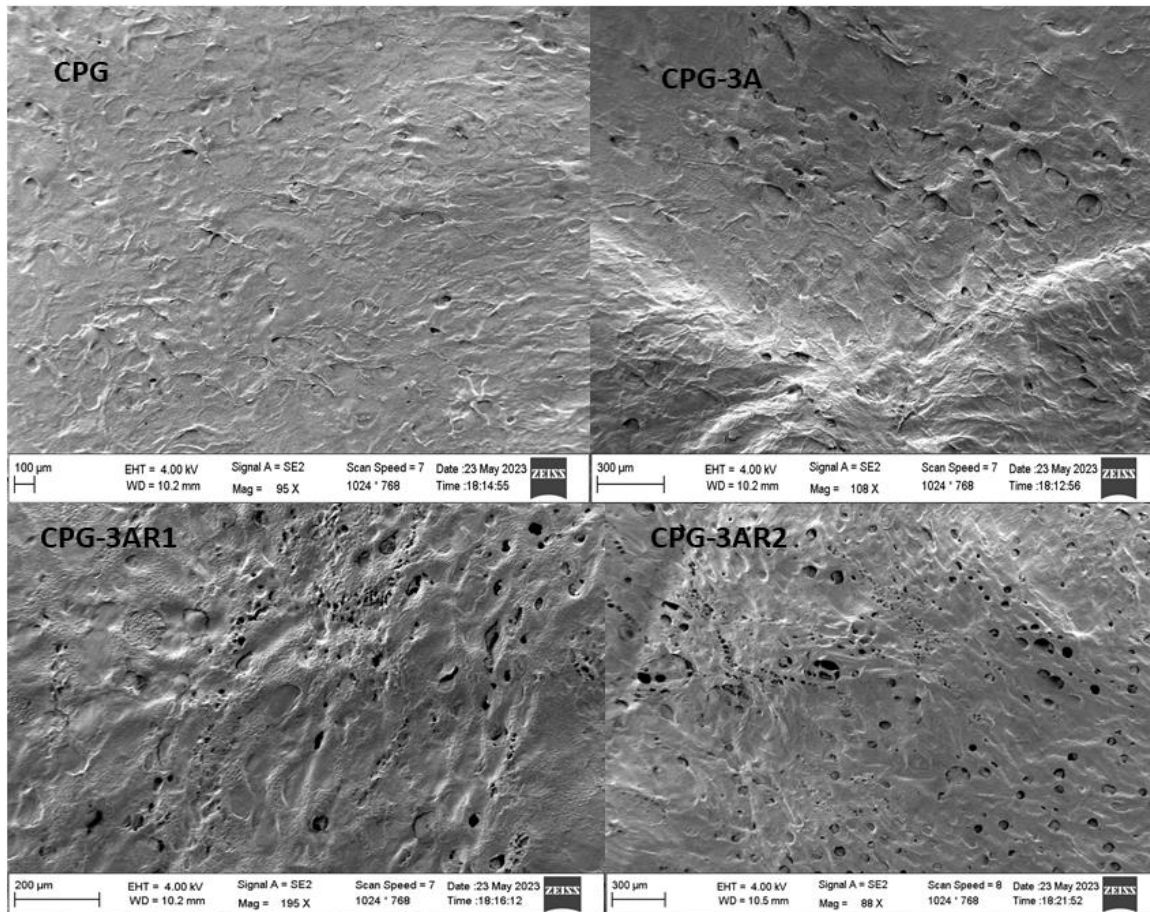 CPG
CPG-3A
100 µm
EHT = 4.00 kV
Signal A = SE2
Scan Speed = 7
Date :23 May 2023
WD = 10.2 mm
Mag = 95 X
1024 * 768
Time :18:14:55
ZEISS
300 µm
EHT = 4.00 kV
Signal A = SE2
Scan Speed = 7
Date :23 May 2023
WD = 10.2 mm
Mag = 108 X
1024 * 768
Time :18:12:56
ZEISS
CPG-3AR1
CPG-3AR2
200 µm
EHT = 4.00 kV
Signal A = SE2
Scan Speed = 7
Date :23 May 2023
WD = 10.2 mm
Mag = 195 X
1024 * 768
Time :18:16:12
ZEISS
300 µm
EHT = 4.00 kV
Signal A = SE2
Scan Speed = 8
Date :23 May 2023
WD = 10.5 mm
Mag = 88 X
1024 * 768
Time :18:21:52
ZEISS